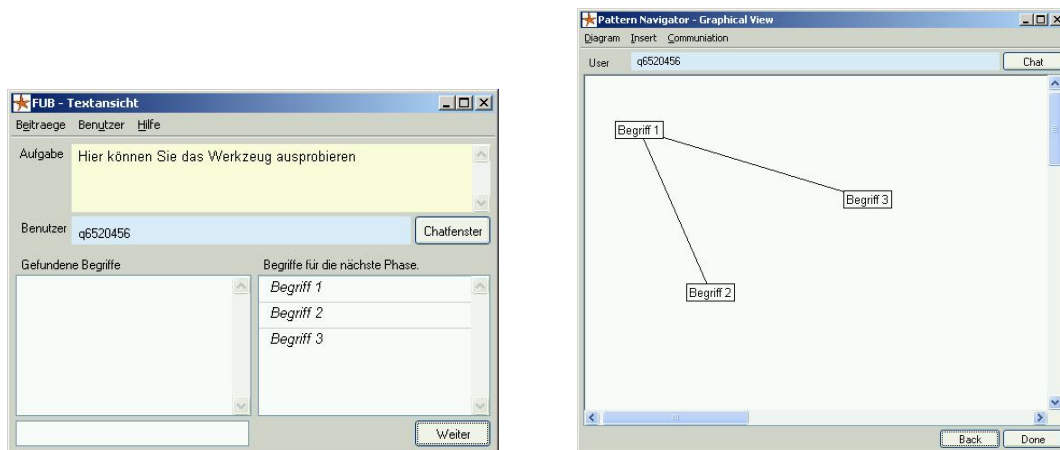 FUB - Textansicht
Beitraege Benutzer Hilfe
Aufgabe
Hier können Sie das Werkzeug ausprobieren
Benutzer
q6520456
Chatfenster
Gefundene Begriffe
Begriffe für die nächste Phase.
Begriff 1
Begriff 2
Begriff 3
Weiter
Pattern Navigator - Graphical View
Diagram Insert Communiation
User
q6520456
Chat
Begriff 1
Begriff 3
Begriff 2
Back
Done